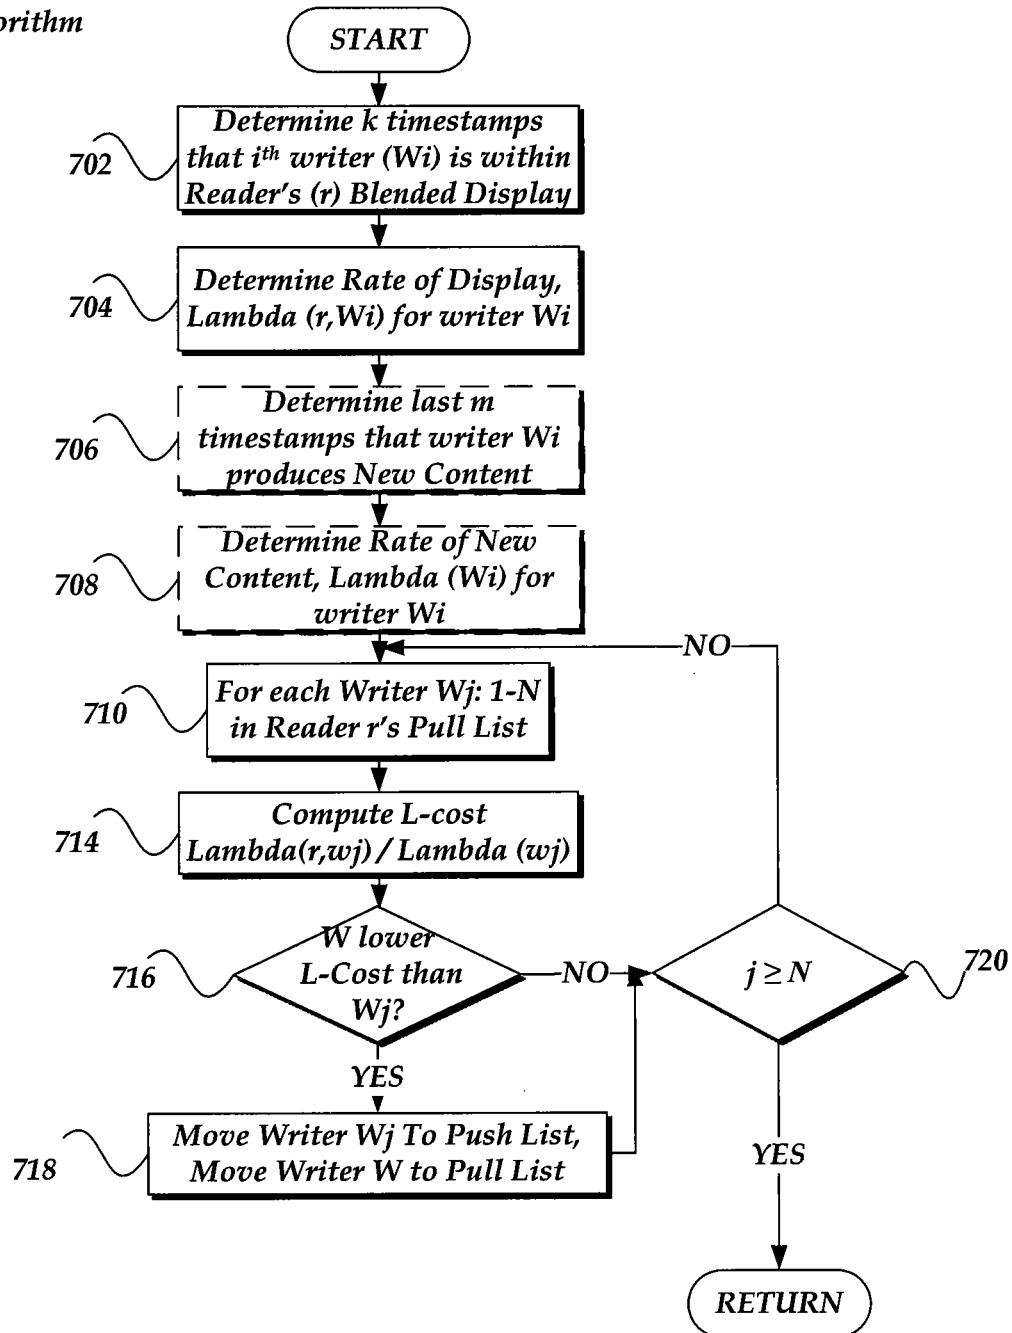 orithm
START
702
Determine k timestamps
that ith writer (Wi) is within
Reader's (r) Blended Display
704
Determine Rate of Display,
Lambda (r,Wi) for writer Wi
706
Determine last m
timestamps that writer Wi
produces New Content
708
Determine Rate of New
Content, Lambda (Wi) for
writer Wi
NO
710
For each Writer Wj: 1-N
in Reader r's Pull List
714
Compute L-cost
Lambda(r,wj) / Lambda (wj)
716
W lower
L-Cost than
Wj?
NO
j ≥ N
720
YES
718
Move Writer Wj To Push List,
Move Writer W to Pull List
YES
RETURN